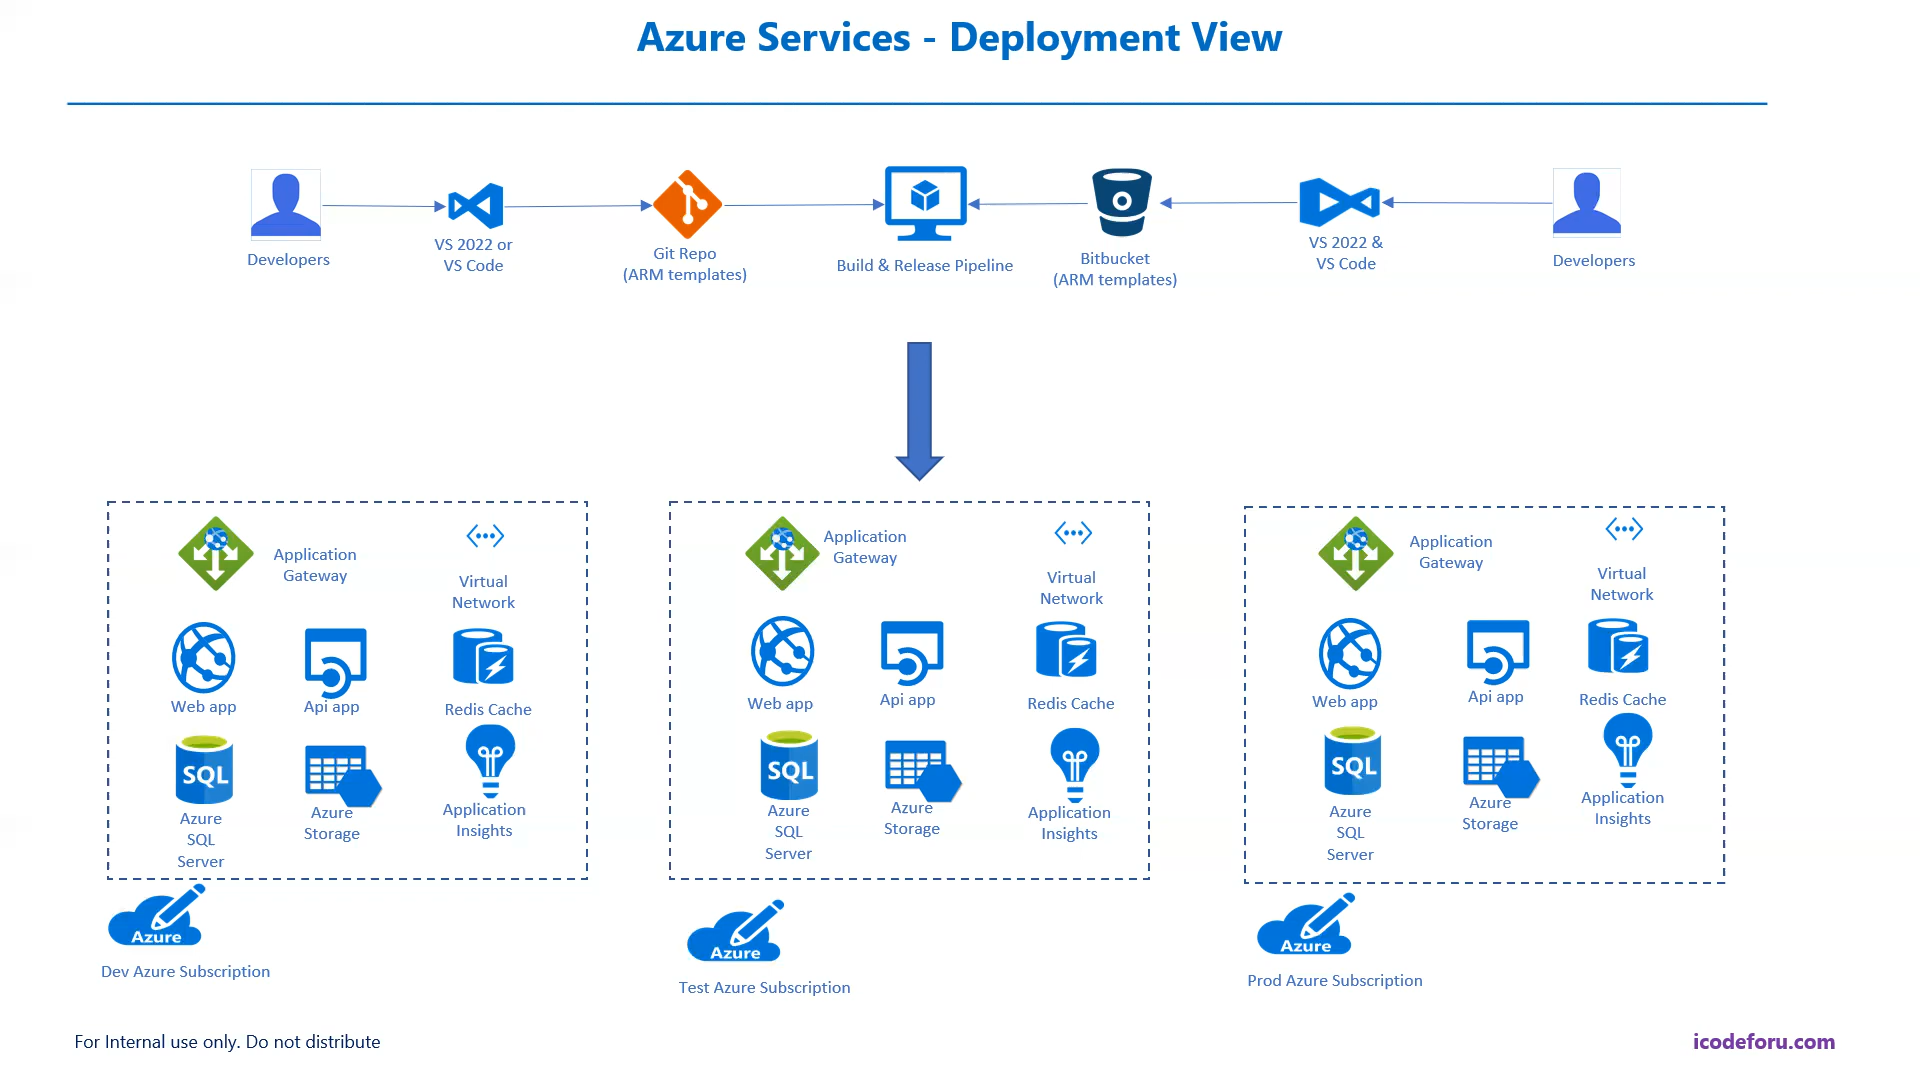 Azure Services - Deployment View
Developers
VS 2022 or
VS Code
Git Repo
(ARM templates)
Build & Release Pipeline
Bitbucket
(ARM templates)
VS 2022 &
VS Code
Developers
Application
Gateway
Virtual
Network
Web app
Api app
Redis Cache
SQL
Azure
SQL
Server
Azure
Storage
Application
Insights
Azure
Dev Azure Subscription
Application
Gateway
Virtual
Network
Web app
Api app
Redis Cache
SQL
Azure
SQL
Server
Azure
Storage
Application
Insights
Azure
Test Azure Subscription
Application
Gateway
Virtual
Network
Web app
Api app
Redis Cache
SQL
Azure
SQL
Server
Azure
Storage
Application
Insights
Azure
Prod Azure Subscription
For Internal use only. Do not distribute
icodeforu.com